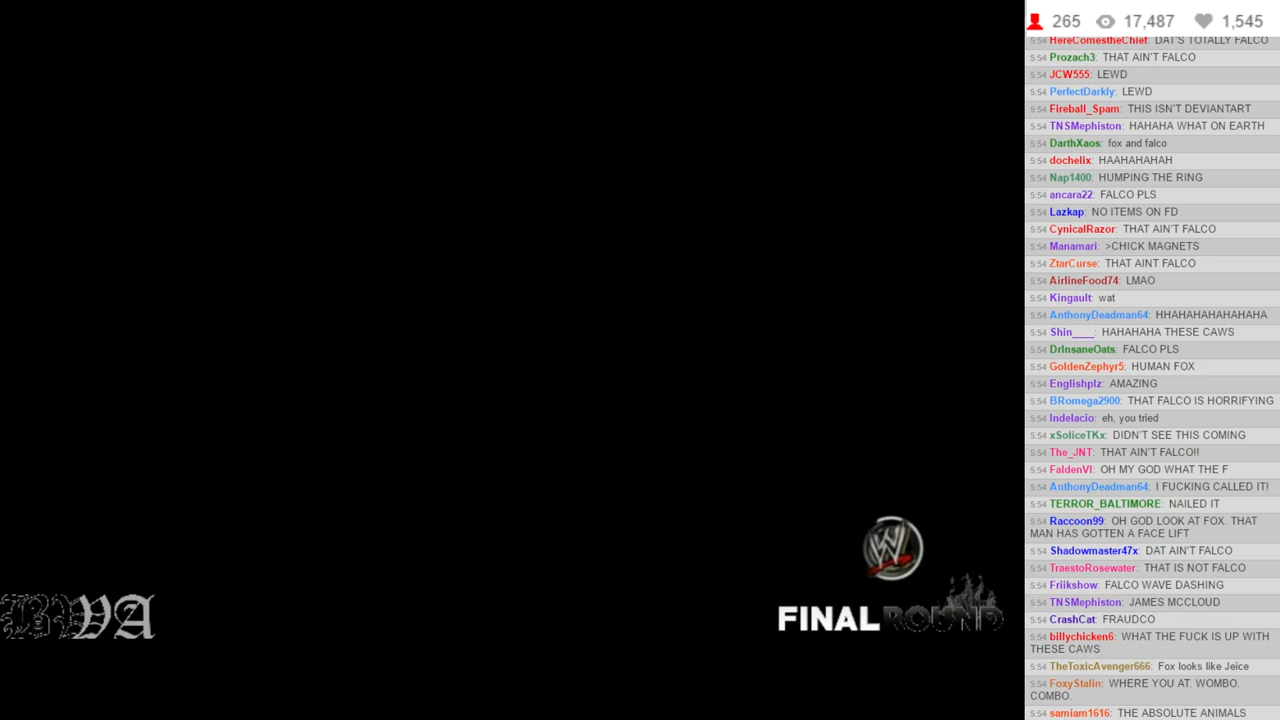 265 17,487 1,545
5:54 HereComestheChief: DAT'S TOTALLY FALCO
5:54 Prozach3: THAT AIN'T FALCO
5:54 JCW555: LEWD
5:54 PerfectDarkly: LEWD
5:54 Fireball_Spam: THIS ISN'T DEVIANTART
5:54 TNSMephiston: HAHAHA WHAT ON EARTH
5:54 DarthXaos: fox and falco
5:54 dochelix: HAAHAHAHAH
5:54 Nap1400: HUMPING THE RING
5:54 ancara22: FALCO PLS
5:54 Lazkap: NO ITEMS ON FD
5:54 CynicalRazor: THAT AIN'T FALCO
5:54 Manamari: >CHICK MAGNETS
5:54 ZtarCurse: THAT AINT FALCO
5:54 AirlineFood74: LMAO
5:54 Kingault: wat
5:54 AnthonyDeadman64: HHAHAHAHAHAHAHA
5:54 Shin____: HAHAHAHA THESE CAWS
5:54 DrInsaneOats: FALCO PLS
5:54 GoldenZephyr5: HUMAN FOX
5:54 Englishplz: AMAZING
5:54 BRomega2900: THAT FALCO IS HORRIFYING
5:54 Indelacio: eh, you tried
5:54 xSoliceTKx: DIDN'T SEE THIS COMING
5:54 The_JNT: THAT AIN'T FALCO!!
5:54 FaldenVI: OH MY GOD WHAT THE F
5:54 AnthonyDeadman64: I FUCKING CALLED IT!
5:54 TERROR_BALTIMORE: NAILED IT
5:54 Raccoon99: OH GOD LOOK AT FOX. THAT
MAN HAS GOTTEN A FACE LIFT
5:54 Shadowmaster47x: DAT AIN'T FALCO
5:54 TraestoRosewater: THAT IS NOT FALCO
5:54 Friikshow: FALCO WAVE DASHING
5:54 TNSMephiston: JAMES MCCLOUD
5:54 CrashCat: FRAUDCO
5:54 billychicken6: WHAT THE FUCK IS UP WITH
THESE CAWS
5:54 TheToxicAvenger666: Fox looks like Jeice
5:54 FoxyStalin: WHERE YOU AT. WOMBO.
COMBO.
5:54 samiam1616: THE ABSOLUTE ANIMALS
W
FINAL ROUND